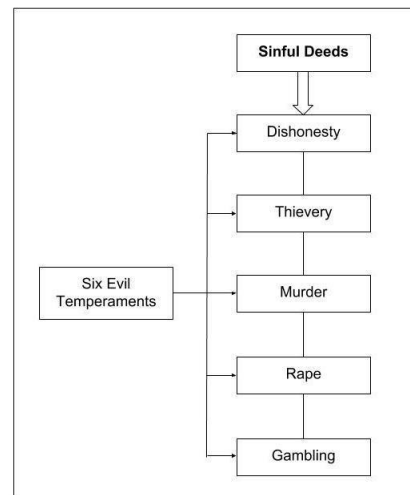 Sinful Deeds
Dishonesty
Thievery
Six Evil
Temperaments
Murder
Rape
Gambling